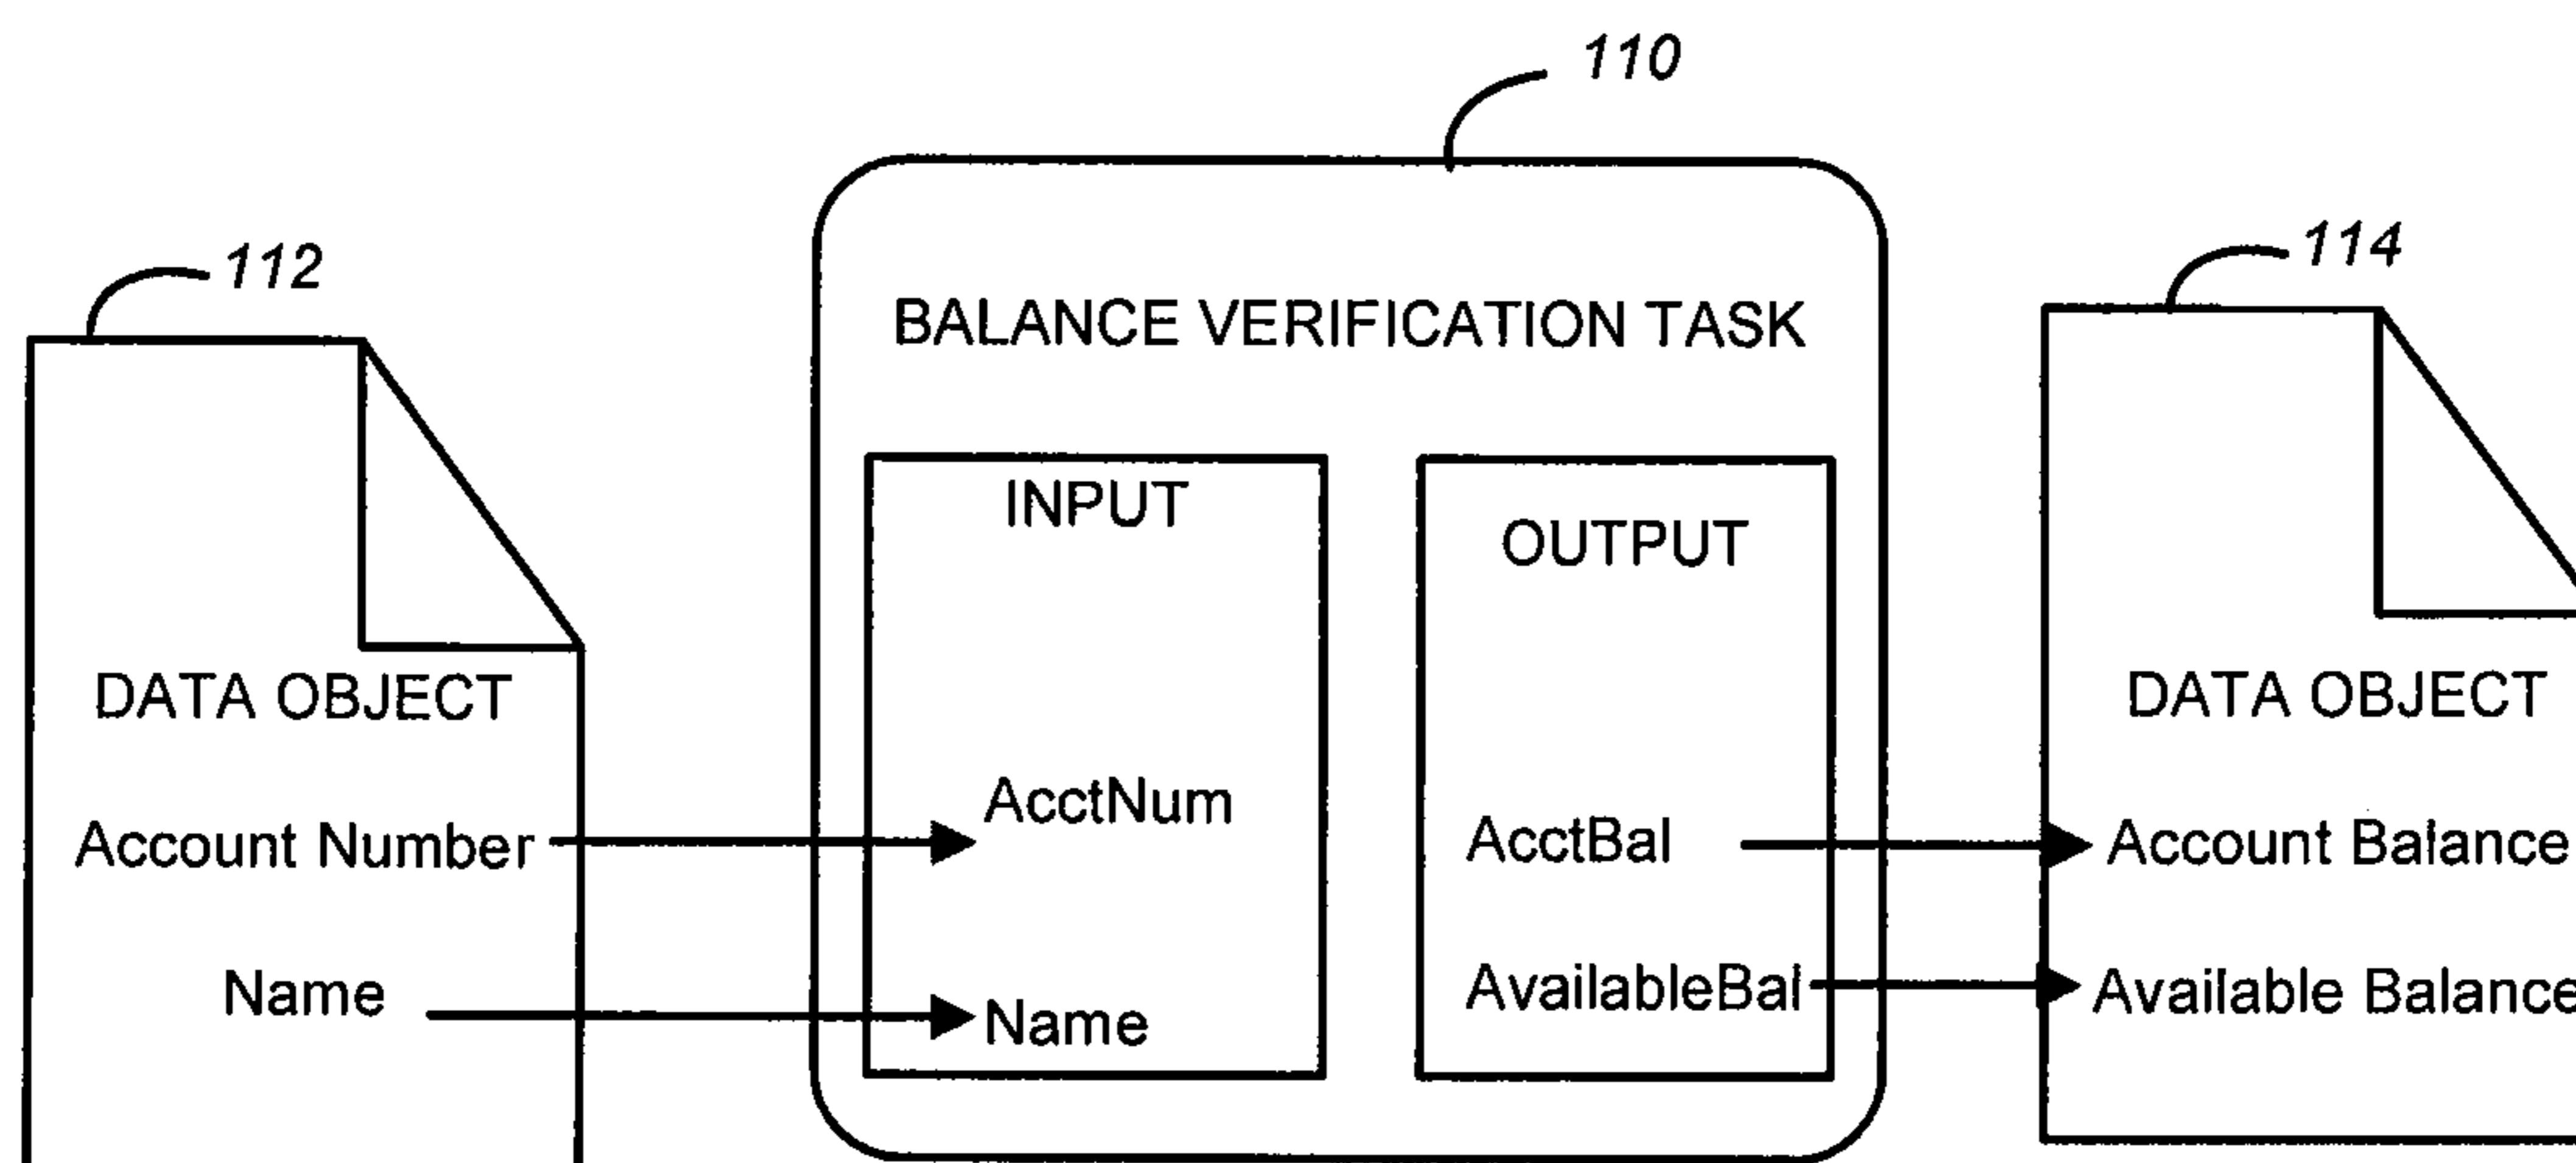 110
112
114
BALANCE VERIFICATION TASK
INPUT
OUTPUT
DATA OBJECT
DATA OBJECT
AcctNum
Account Number
AcctBal
Account Balance
Name
AvailableBal
Available Balance
Name